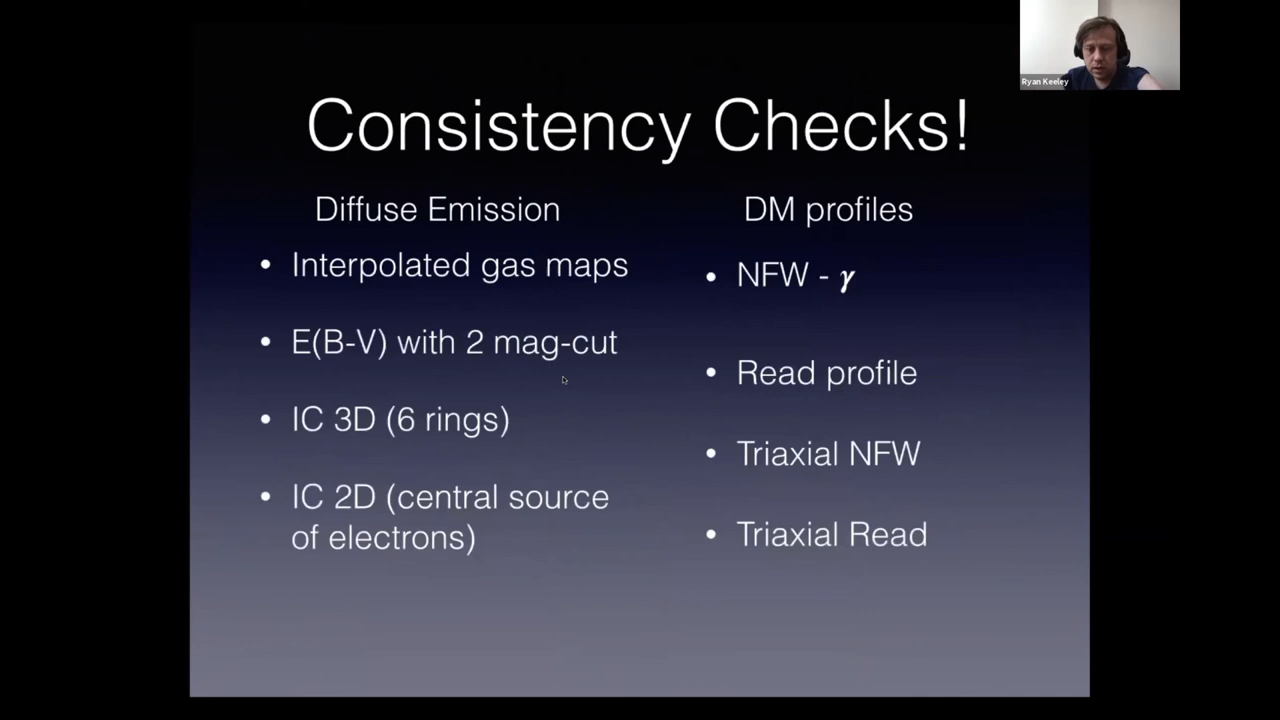 Ryan Keeley
Consistency Checks!
Diffuse Emission
• Interpolated gas maps
• E(B-V) with 2 mag-cut
• IC 3D (6 rings)
• IC 2D (central source
of electrons)
DM profiles
• NFW - γ
• Read profile
• Triaxial NFW
• Triaxial Read